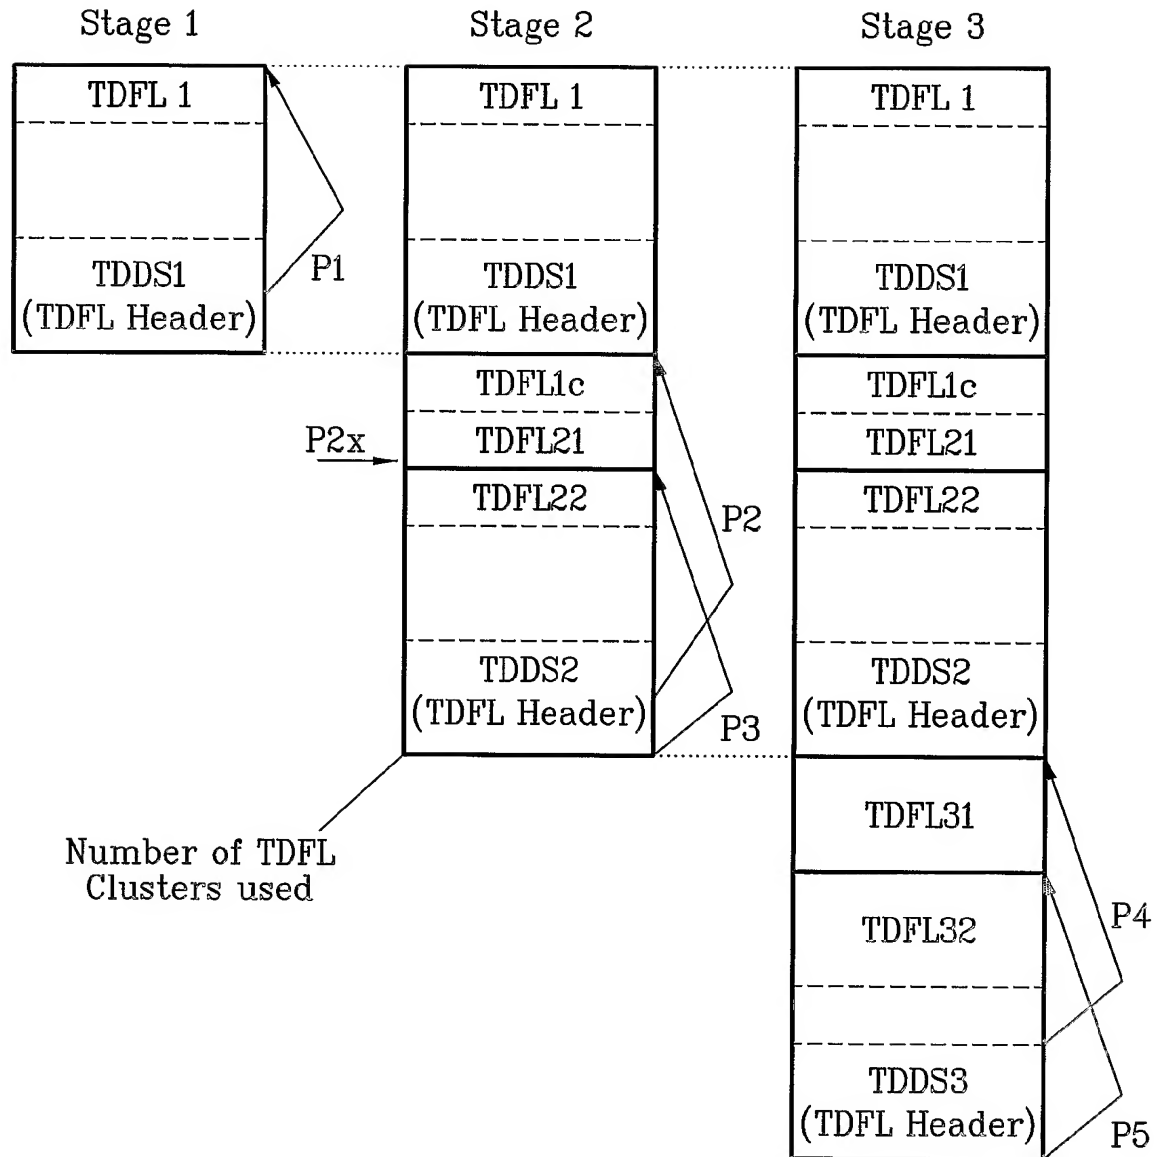 Stage 1
Stage 2
Stage 3
TDFL 1
TDDS1
(TDFL Header)
P1
TDFL 1
TDDS1
(TDFL Header)
TDFL1c
TDFL21
P2x
TDFL22
P2
TDDS2
(TDFL Header)
P3
Number of TDFL
Clusters used
TDFL 1
TDDS1
(TDFL Header)
TDFL1c
TDFL21
TDFL22
TDDS2
(TDFL Header)
TDFL31
TDFL32
P4
TDDS3
(TDFL Header)
P5